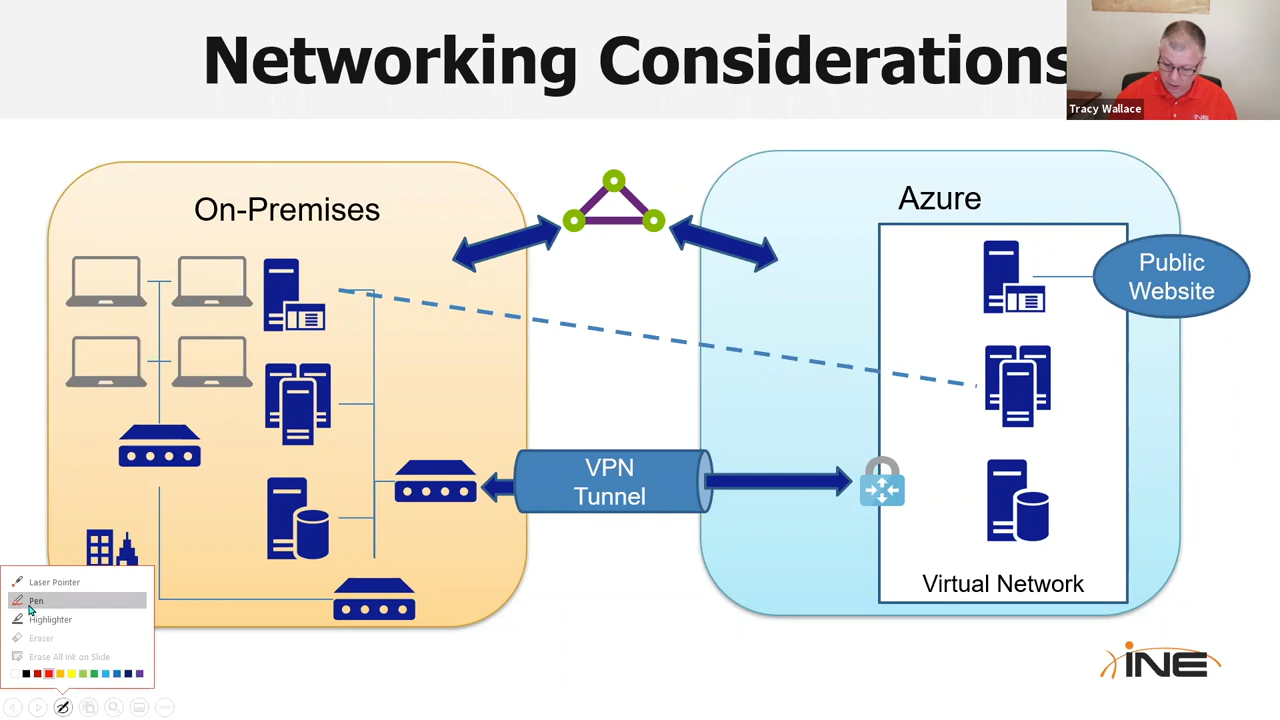 Networking Considerations
Tracy Wallace
iNE
On-Premises
Azure
Public
Website
VPN
Tunnel
Virtual Network
Laser Pointer
Pen
Highlighter
Eraser
Erase All Ink on Slide
iNE